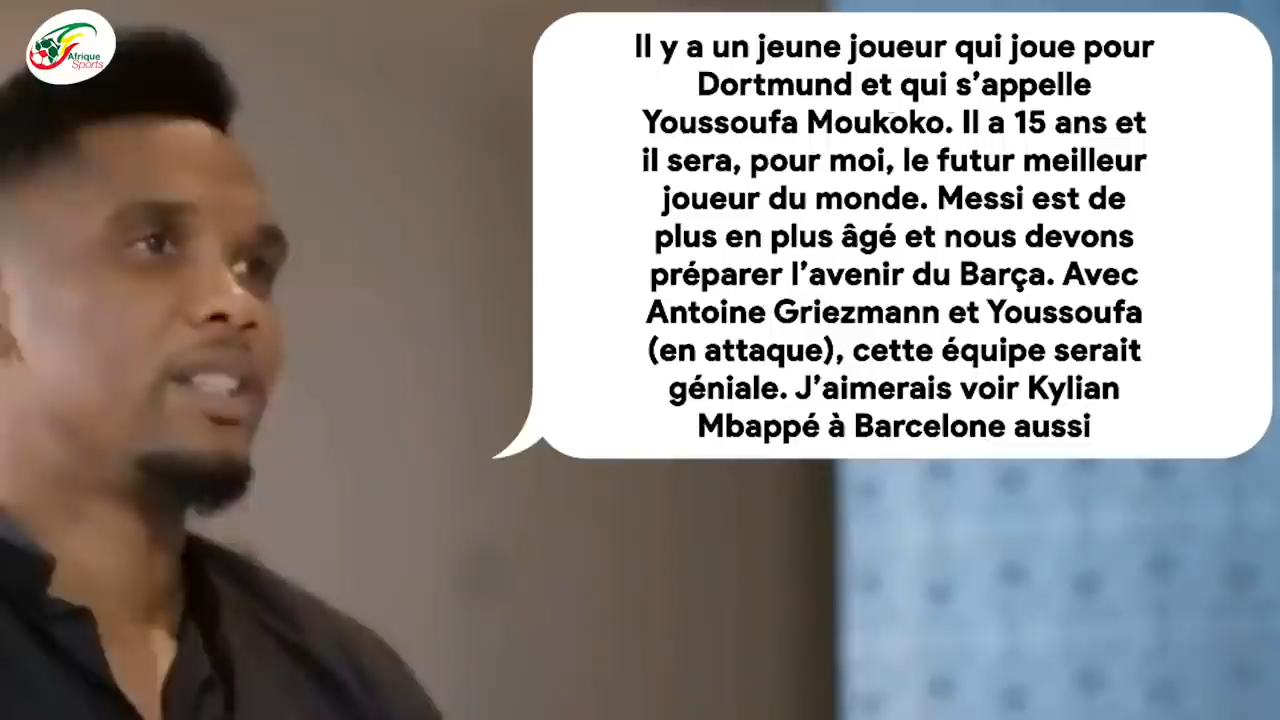 Afrique
Sports
Il y a un jeune joueur qui joue pour
Dortmund et qui s’appelle
Youssoufa Moukoko. Il a 15 ans et
il sera, pour moi, le futur meilleur
joueur du monde. Messi est de
plus en plus âgé et nous devons
préparer l’avenir du Barça. Avec
Antoine Griezmann et Youssoufa
(en attaque), cette équipe serait
géniale. J’aimerais voir Kylian
Mbappé à Barcelone aussi